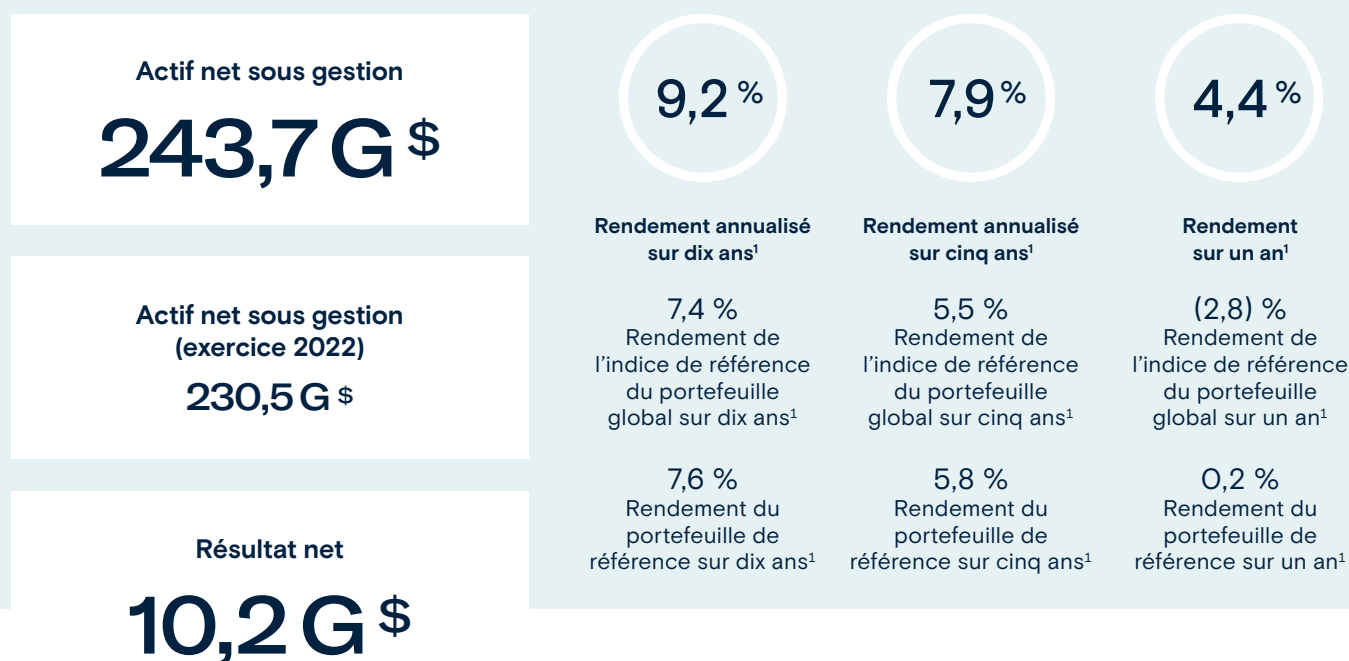 Actif net sous gestion
243,7 G $
Actif net sous gestion
(exercice 2022)
230,5 G $
Résultat net
10,2 G $
9,2 %
Rendement annualisé
sur dix ans¹
7,4 %
Rendement de
l’indice de référence
du portefeuille
global sur dix ans¹
7,6 %
Rendement du
portefeuille de
référence sur dix ans¹
7,9 %
Rendement annualisé
sur cinq ans¹
5,5 %
Rendement de
l’indice de référence
du portefeuille
global sur cinq ans¹
5,8 %
Rendement du
portefeuille de
référence sur cinq ans¹
4,4 %
Rendement
sur un an¹
(2,8) %
Rendement de
l’indice de référence
du portefeuille
global sur un an¹
0,2 %
Rendement du
portefeuille de
référence sur un an¹